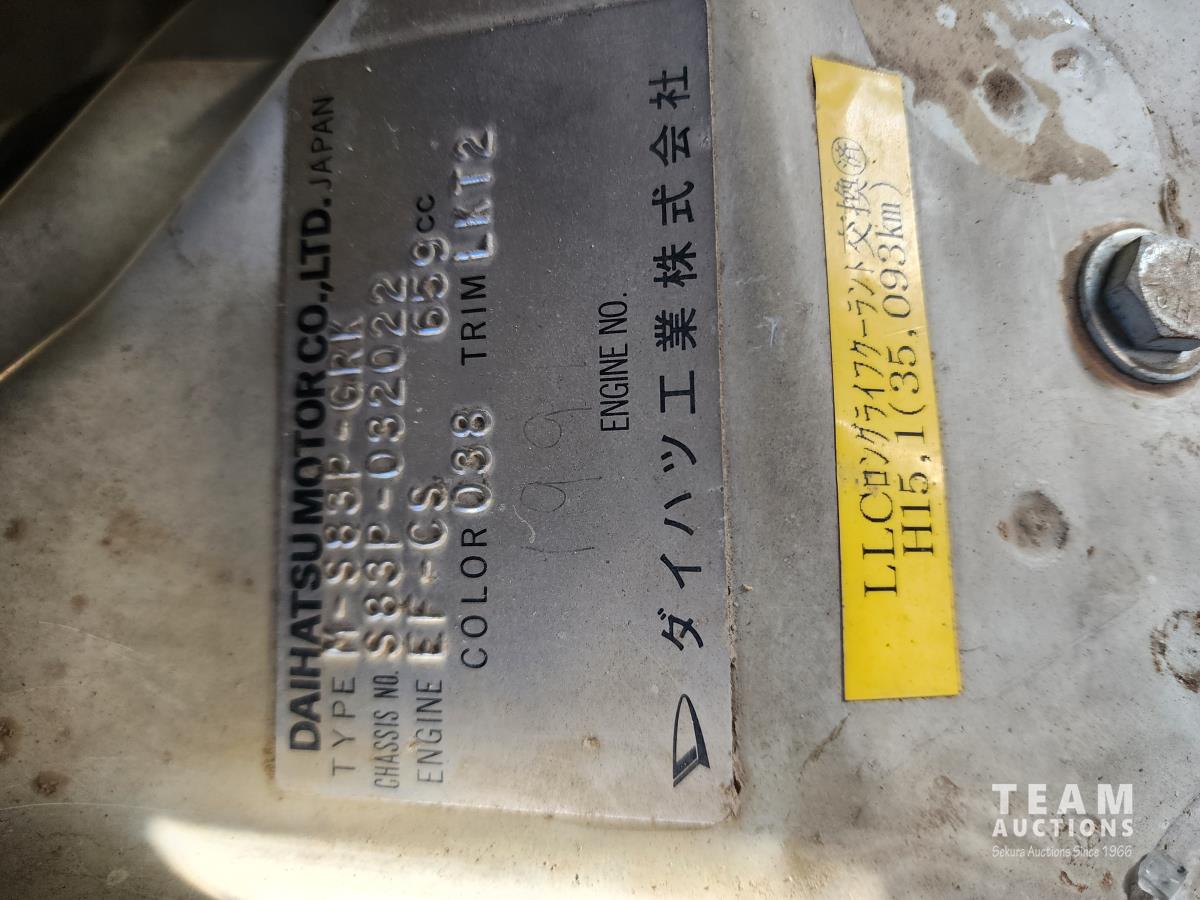 DAIHATSU MOTOR CO.,LTD. JAPAN
TYPE M-S83P-GRK
CHASSIS NO. S83P-032022
ENGINE EF-CS 659cc
COLOR 038 TRIM LKT2
ENGINE NO.
ダイハツ工業株式会社
LLCロングライフクーラント交換㊮
H15,1(35,093km)
TEAM
AUCTIONS
Sekura Auctions Since 1966